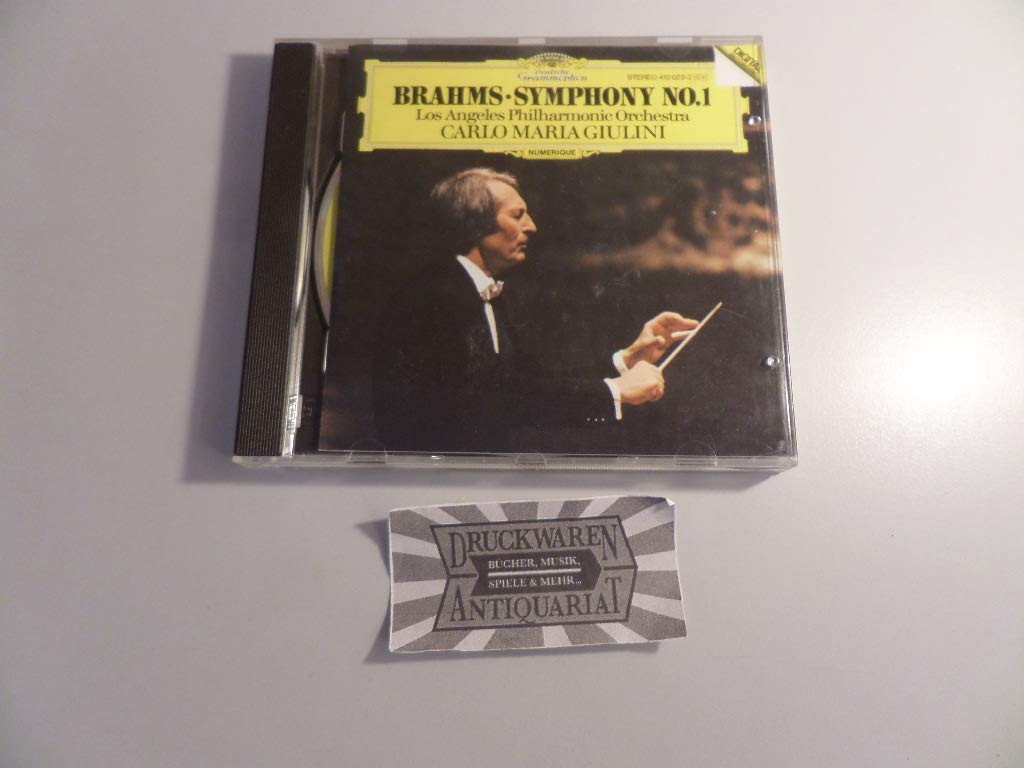 Deutsche
Grammophon
STEREO 410 023-2
DIGITAL
BRAHMS·SYMPHONY NO.1
Los Angeles Philharmonic Orchestra
CARLO MARIA GIULINI
NUMERIQUE
DRUCKWAREN
BÜCHER, MUSIK,
SPIELE & MEHR...
ANTIQUARIAT